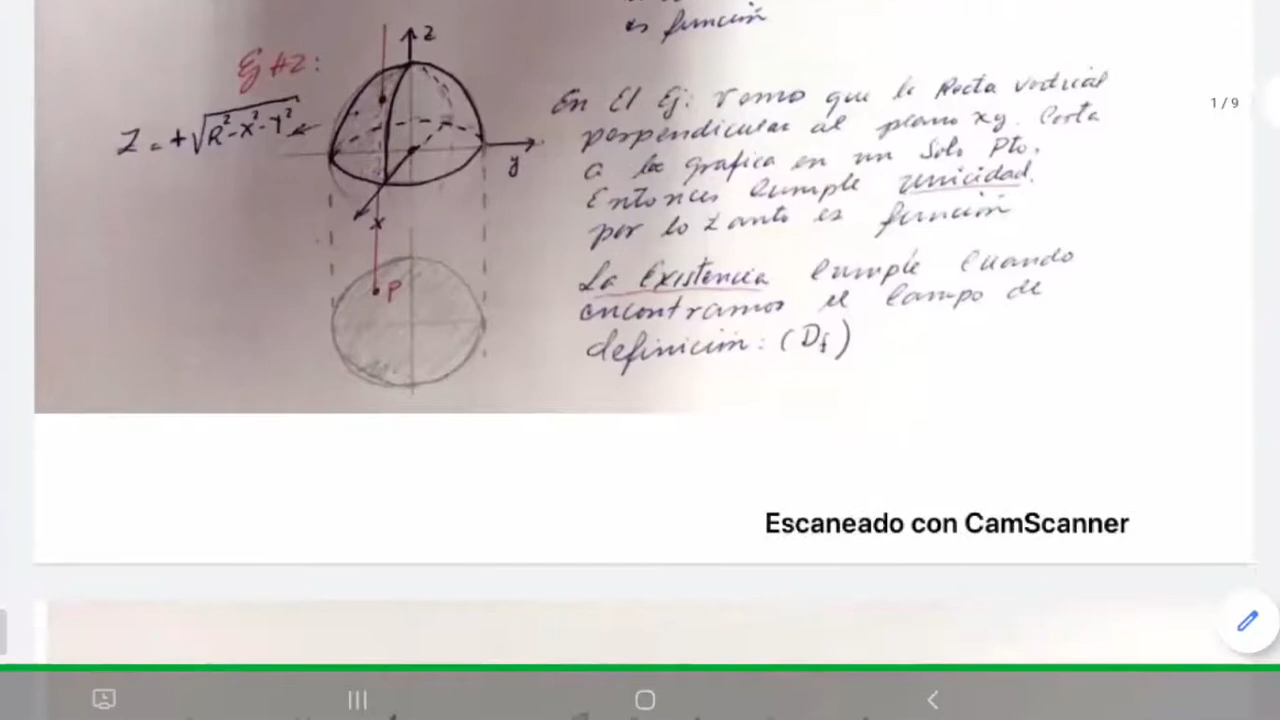 es función
Ej #2:
Z = +√R²-x²-y²
z
y
x
P
En El Ej: vemo que le Recta vertical
perpendicular al plano xy. Corta
a la grafica en un Solo Pto.
Entonces Cumple unicidad.
por lo tanto es función
La Existencia Cumple Cuando
encontramos el Campo de
definición: (Df)
1 / 9
Escaneado con CamScanner